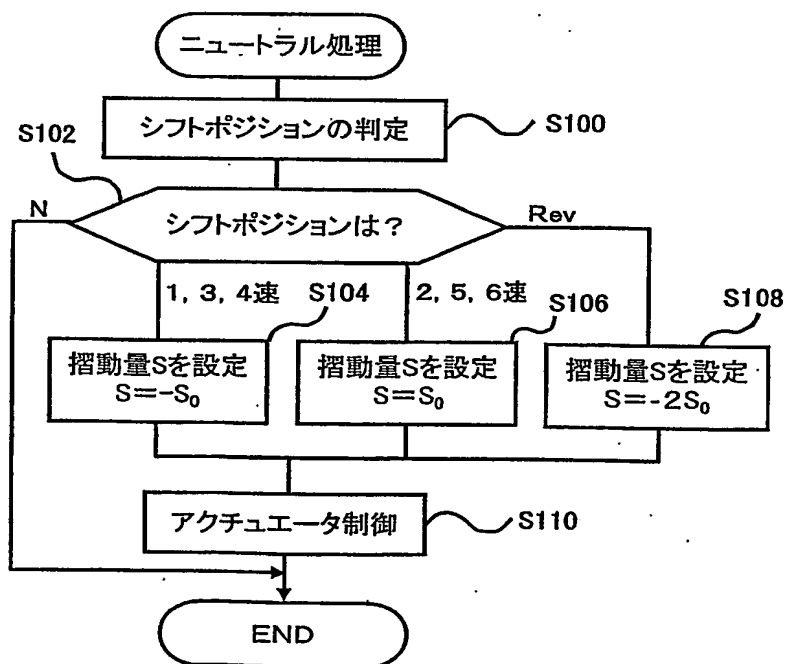 ニュートラル処理
シフトポジションの判定
S100
S102
シフトポジションは？
N
Rev
1，3，4速
S104
2，5，6速
S106
S108
摺動量Sを設定
S＝-S₀
摺動量Sを設定
S＝S₀
摺動量Sを設定
S＝-2S₀
アクチュエータ制御
S110
END